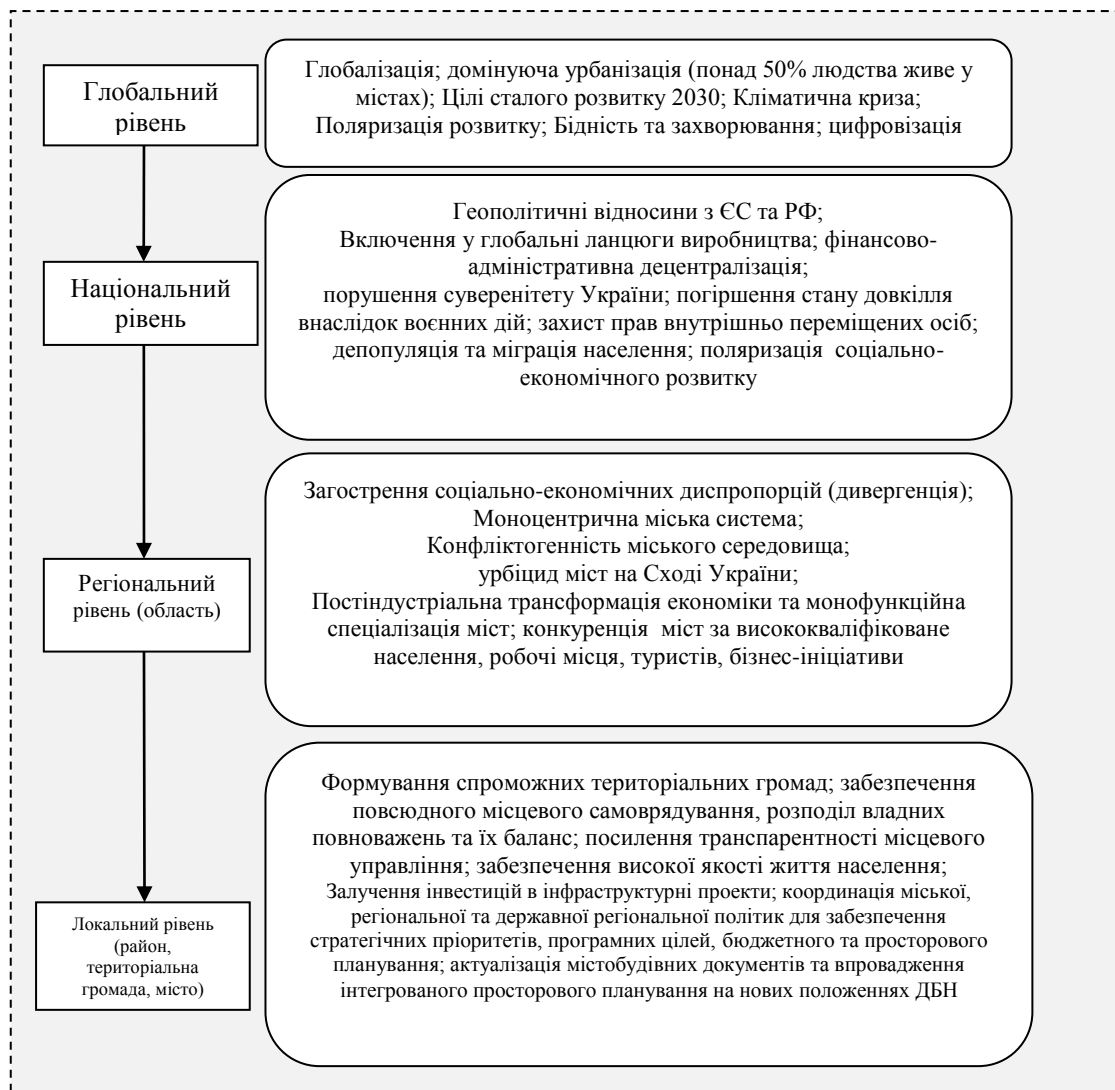 Глобальний
рівень
Глобалізація; домінуюча урбанізація (понад 50% людства живе у
містах); Цілі сталого розвитку 2030; Кліматична криза;
Поляризація розвитку; Бідність та захворювання; цифровізація
Національний
рівень
Геополітичні відносини з ЄС та РФ;
Включення у глобальні ланцюги виробництва; фінансово-
адміністративна децентралізація;
порушення суверенітету України; погіршення стану довкілля
внаслідок воєнних дій; захист прав внутрішньо переміщених осіб;
депопуляція та міграція населення; поляризація соціально-
економічного розвитку
Регіональний
рівень (область)
Загострення соціально-економічних диспропорцій (дивергенція);
Моноцентрична міська система;
Конфліктогенність міського середовища;
урбіцид міст на Сході України;
Постіндустріальна трансформація економіки та монофункційна
спеціалізація міст; конкуренція міст за висококваліфіковане
населення, робочі місця, туристів, бізнес-ініціативи
Локальний рівень
(район,
територіальна
громада, місто)
Формування спроможних територіальних громад; забезпечення
повсюдного місцевого самоврядування, розподіл владних
повноважень та їх баланс; посилення транспарентності місцевого
управління; забезпечення високої якості життя населення;
Залучення інвестицій в інфраструктурні проекти; координація міської,
регіональної та державної регіональної політик для забезпечення
стратегічних пріоритетів, програмних цілей, бюджетного та просторового
планування; актуалізація містобудівних документів та впровадження
інтегрованого просторового планування на нових положеннях ДБН